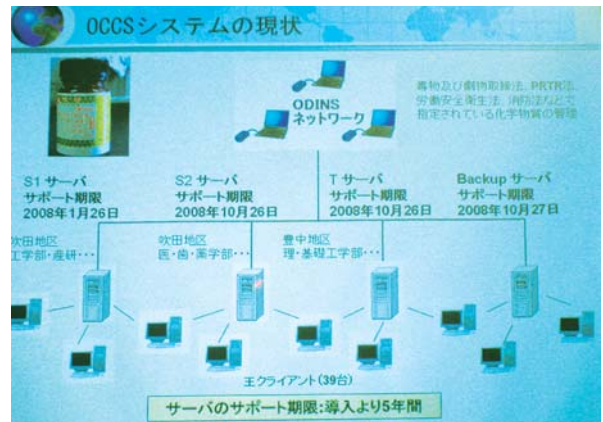 OCCSシステムの現状
ODINS
ネットワーク
毒物及び劇物取締法、PRTR法、
労働安全衛生法、消防法などで
指定されている化学物質の管理
S1 サーバ
サポート期限
2008年1月26日
S2 サーバ
サポート期限
2008年10月26日
T サーバ
サポート期限
2008年10月26日
Backup サーバ
サポート期限
2008年10月27日
吹田地区
工学部・産研・・・
吹田地区
医・歯・薬学部・・・
豊中地区
理・基礎工学部・・・
王クライアント(39台)
サーバのサポート期限:導入より5年間